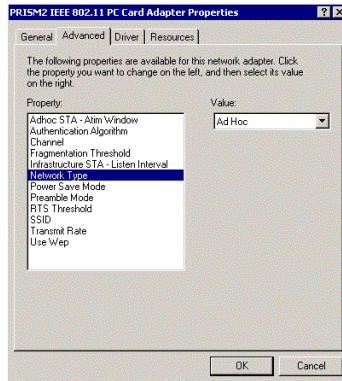 PRISM2 IEEE 802.11 PC Card Adapter Properties
General Advanced Driver Resources
The following properties are available for this network adapter. Click
the property you want to change on the left, and then select its value
on the right.
Property:
Value:
Adhoc STA - Atim Window
Authentication Algorithm
Channel
Fragmentation Threshold
Infrastructure STA - Listen Interval
Network Type
Power Save Mode
Preamble Mode
RTS Threshold
SSID
Transmit Rate
Use Wep
Ad Hoc
OK Cancel